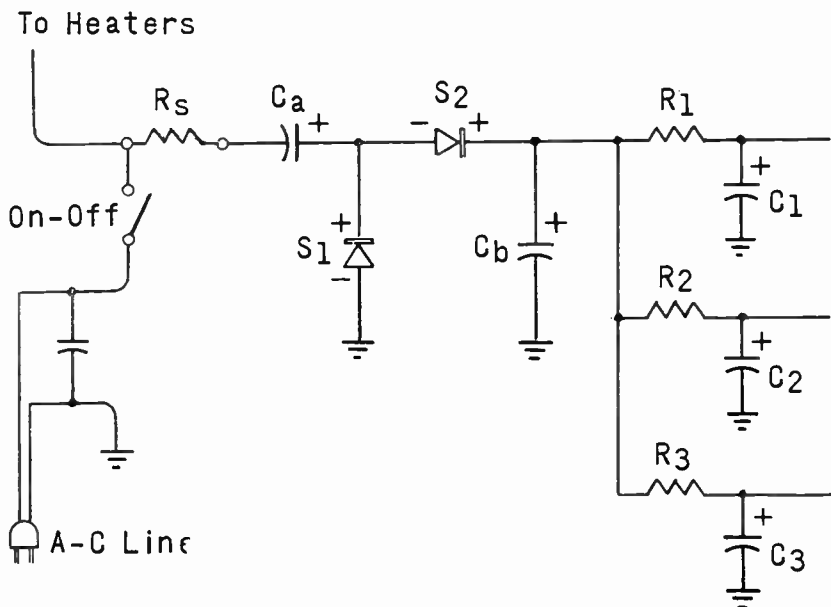 To Heaters
Rs
Ca
+
-
S2
+
R1
+
C1
On-Off
+
S1
-
+
Cb
R2
+
C2
R3
+
C3
A-C Line